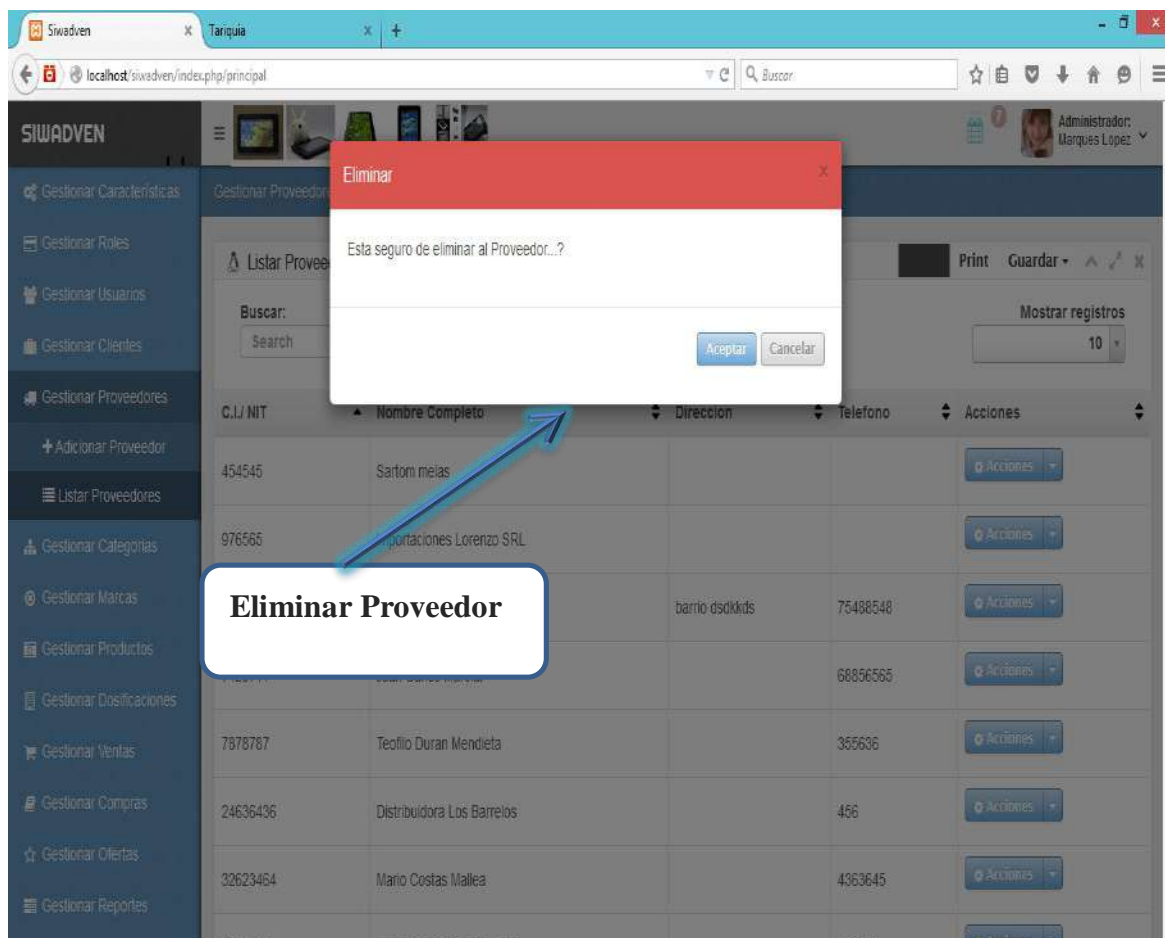 Siwadven x Tariquia x +
localhost/siwadven/index.php/principal Buscar
SIWADVEN
7 Administrador:
Marques Lopez
Gestionar Características
Gestionar Roles
Gestionar Usuarios
Gestionar Clientes
Gestionar Proveedores
Adicionar Proveedor
Listar Proveedores
Gestionar Categorias
Gestionar Marcas
Gestionar Productos
Gestionar Dosificaciones
Gestionar Ventas
Gestionar Compras
Gestionar Ofertas
Gestionar Reportes
Eliminar x
Esta seguro de eliminar al Proveedor...?
Aceptar Cancelar
Print Guardar
Buscar:
Search
Mostrar registros
10
C.I./ NIT Nombre Completo Direccion Telefono Acciones
454545 Sartom melas Acciones
976565 Importaciones Lorenzo SRL Acciones
barrio dsdkkds 75488548 Acciones
68856565 Acciones
7878787 Teofilo Duran Mendieta 355636 Acciones
24636436 Distribuidora Los Barrelos 456 Acciones
32623464 Mario Costas Mallea 4363645 Acciones
Eliminar Proveedor